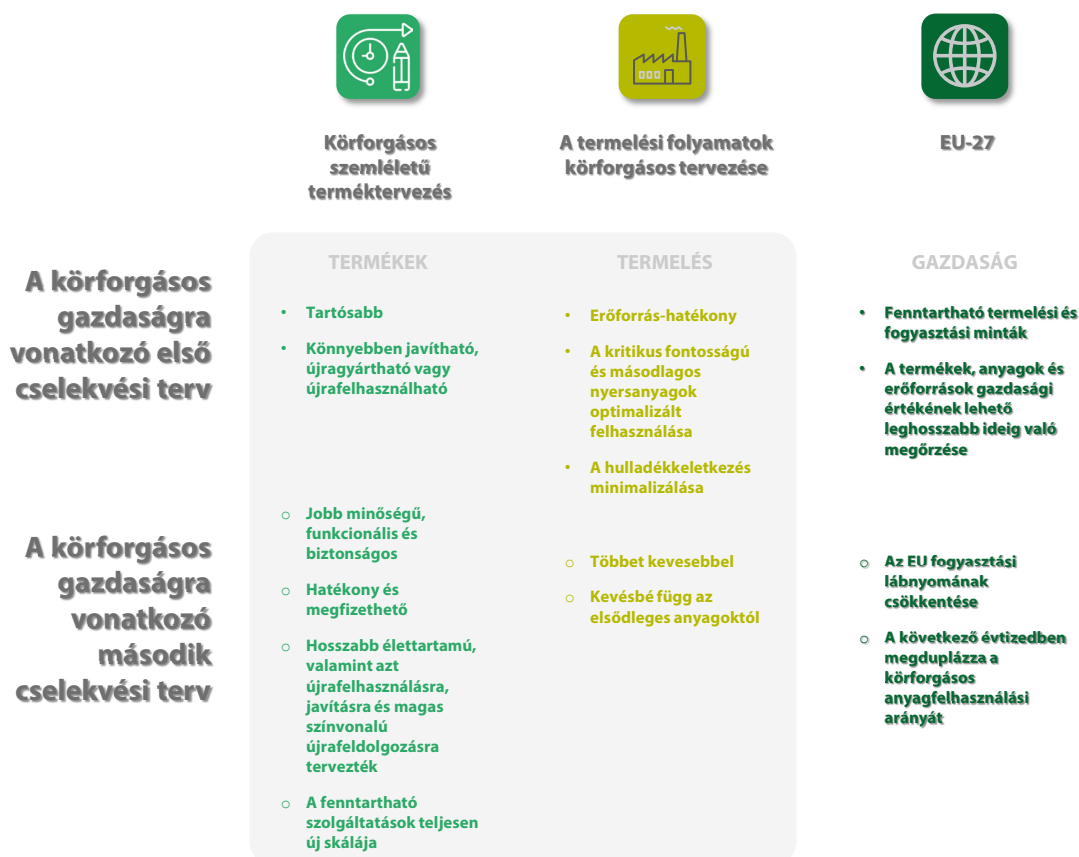 Körforgásos
szemléletű
terméktervezés
A termelési folyamatok
körforgásos tervezése
EU-27
A körforgásos
gazdaságra
vonatkozó első
cselekvési terv
TERMÉKEK
• Tartósabb
• Könnyebben javítható,
újragyártható vagy
újrafelhasználható
TERMELÉS
• Erőforrás-hatékony
• A kritikus fontosságú
és másodlagos
nyersanyagok
optimalizált
felhasználása
• A hulladékkeletkezés
minimalizálása
GAZDASÁG
• Fenntartható termelési és
fogyasztási minták
• A termékek, anyagok és
erőforrások gazdasági
értékének lehető
leghosszabb ideig való
megőrzése
A körforgásos
gazdaságra
vonatkozó
második
cselekvési terv
o Jobb minőségű,
funkcionális és
biztonságos
o Hatékony és
megfizethető
o Hosszabb élettartamú,
valamint azt
újrafelhasználásra,
javításra és magas
színvonalú
újrafeldolgozásra
tervezték
o A fenntartható
szolgáltatások teljesen
új skálája
o Többet kevesebbel
o Kevésbé függ az
elsődleges anyagoktól
o Az EU fogyasztási
lábnyomának
csökkentése
o A következő évtizedben
megduplázza a
körforgásos
anyagfelhasználási
arányát